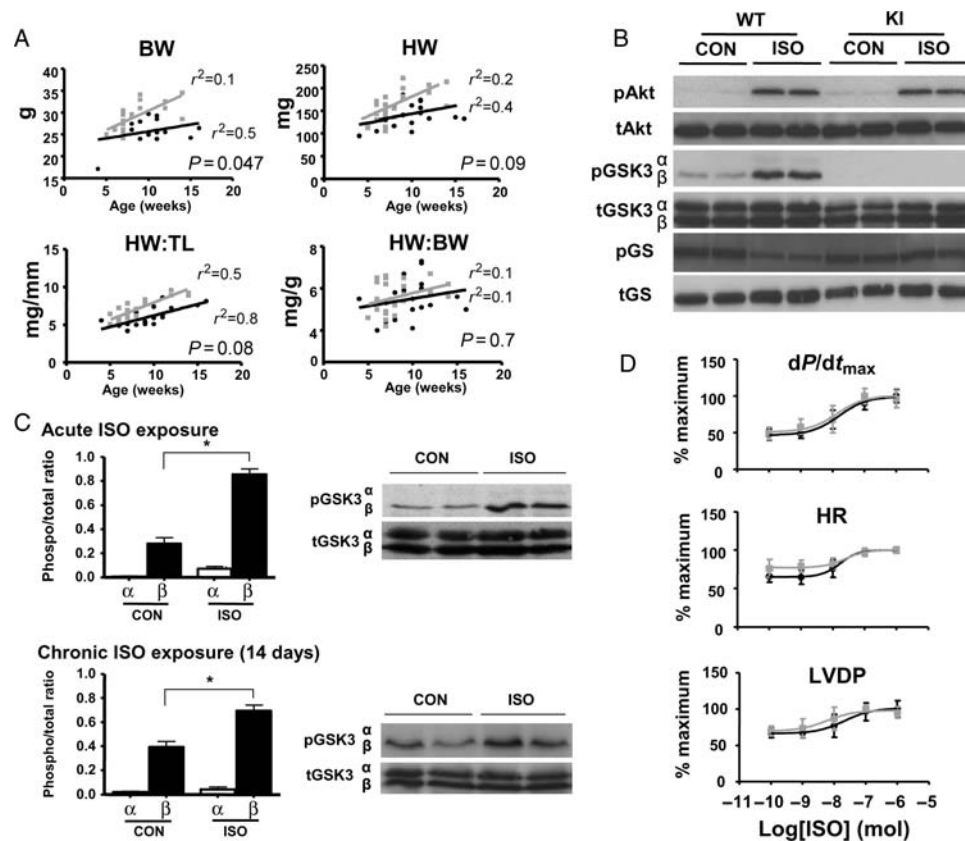 A
BW
g
40
35
30
25
20
15
r²=0.1
r²=0.5
P = 0.047
0 5 10 15 20
Age (weeks)
HW
mg
250
200
150
100
50
0
r²=0.2
r²=0.4
P = 0.09
0 5 10 15 20
Age (weeks)
HW:TL
mg/mm
15
10
5
0
r²=0.5
r²=0.8
P = 0.08
0 5 10 15 20
Age (weeks)
HW:BW
mg/g
8
6
4
2
r²=0.1
r²=0.1
P = 0.7
0 5 10 15 20
Age (weeks)
B
WT KI
CON ISO CON ISO
pAkt
tAkt
pGSK3 α β
tGSK3 α β
pGS
tGS
C
Acute ISO exposure
Phospo/total ratio
1.0
0.8
0.6
0.4
0.2
0.0
*
α β α β
CON ISO
CON ISO
pGSK3 α β
tGSK3 α β
Chronic ISO exposure (14 days)
Phospho/total ratio
1.0
0.8
0.6
0.4
0.2
0.0
*
α β α β
CON ISO
CON ISO
pGSK3 α β
tGSK3 α β
D
dP/dtmax
% maximum
150
100
50
HR
% maximum
150
100
50
0
LVDP
% maximum
150
100
50
0
−11 −10 −9 −8 −7 −6 −5
Log[ISO] (mol)